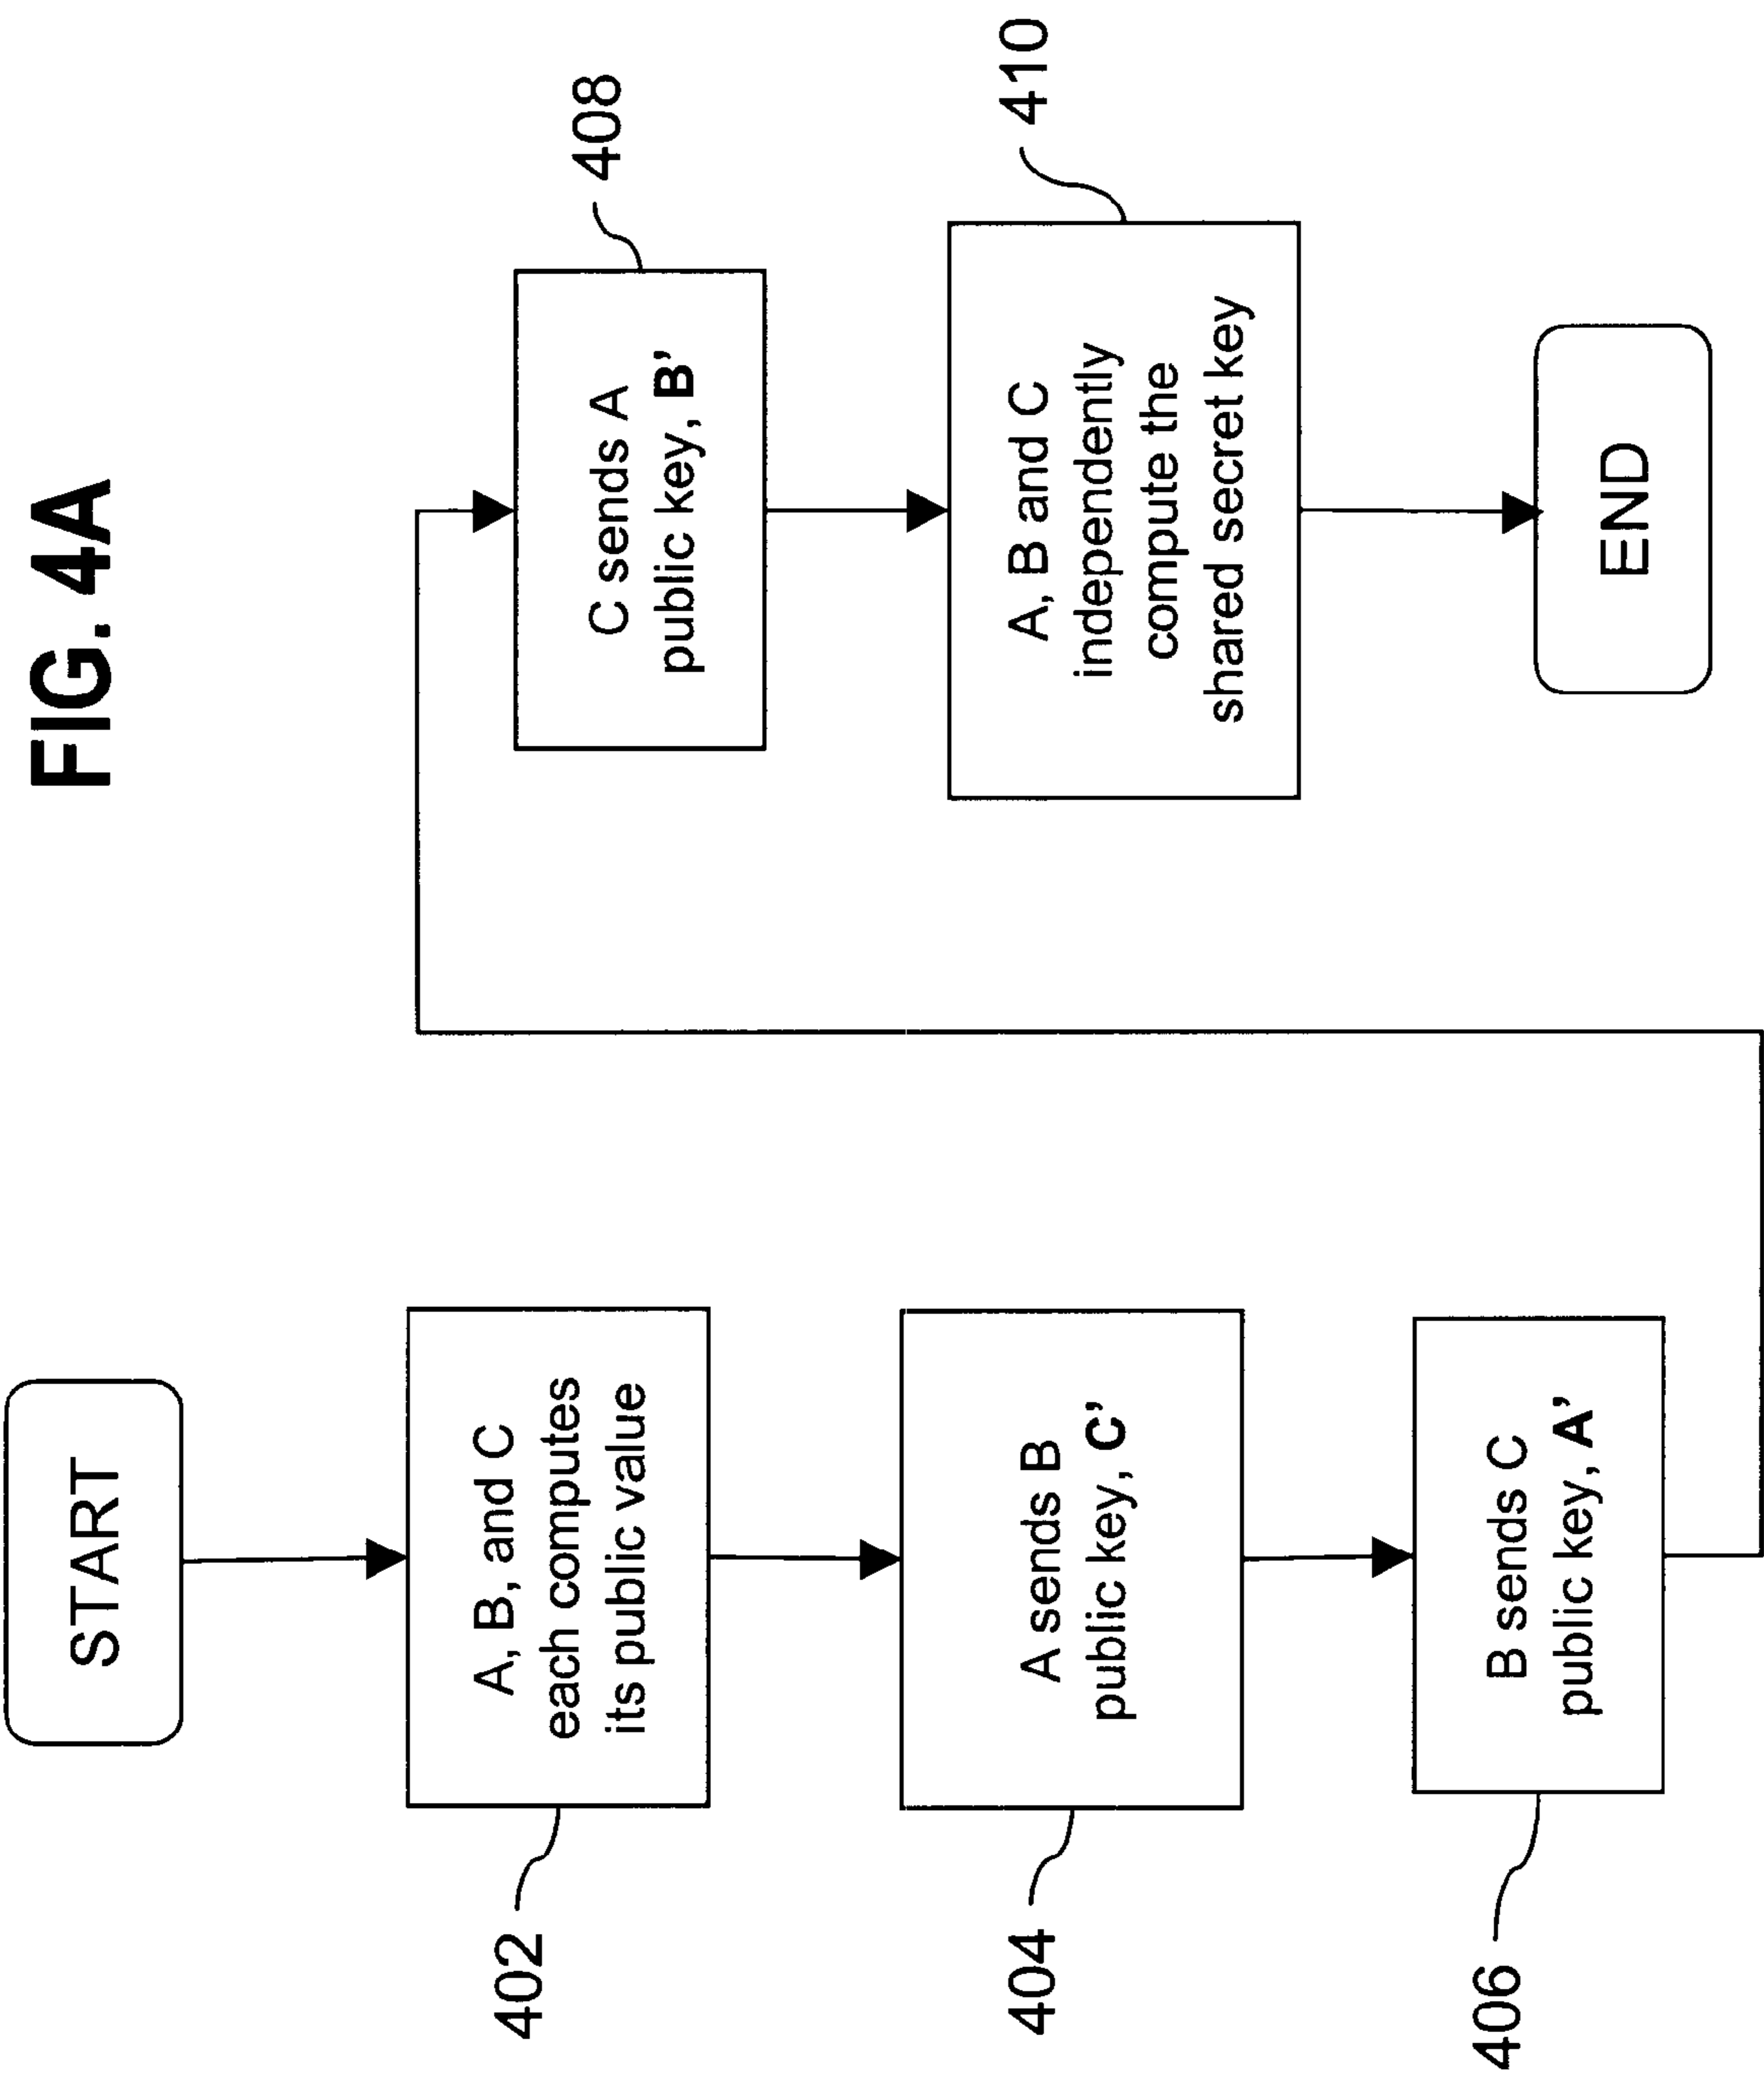 FIG. 4A
START
402
A, B, and C
each computes
its public value
404
A sends B
public key, C'
406
B sends C
public key, A'
408
C sends A
public key, B'
410
A, B and C
independently
compute the
shared secret key
END